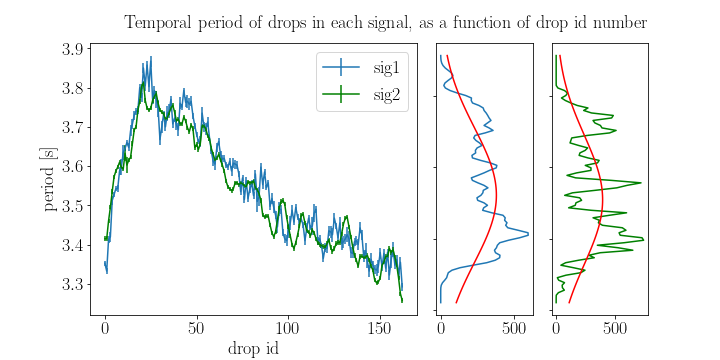 Temporal period of drops in each signal, as a function of drop id number
period [s]
3.9
3.8
3.7
3.6
3.5
3.4
3.3
sig1
sig2
0 50 100 150
drop id
0 500
0 500